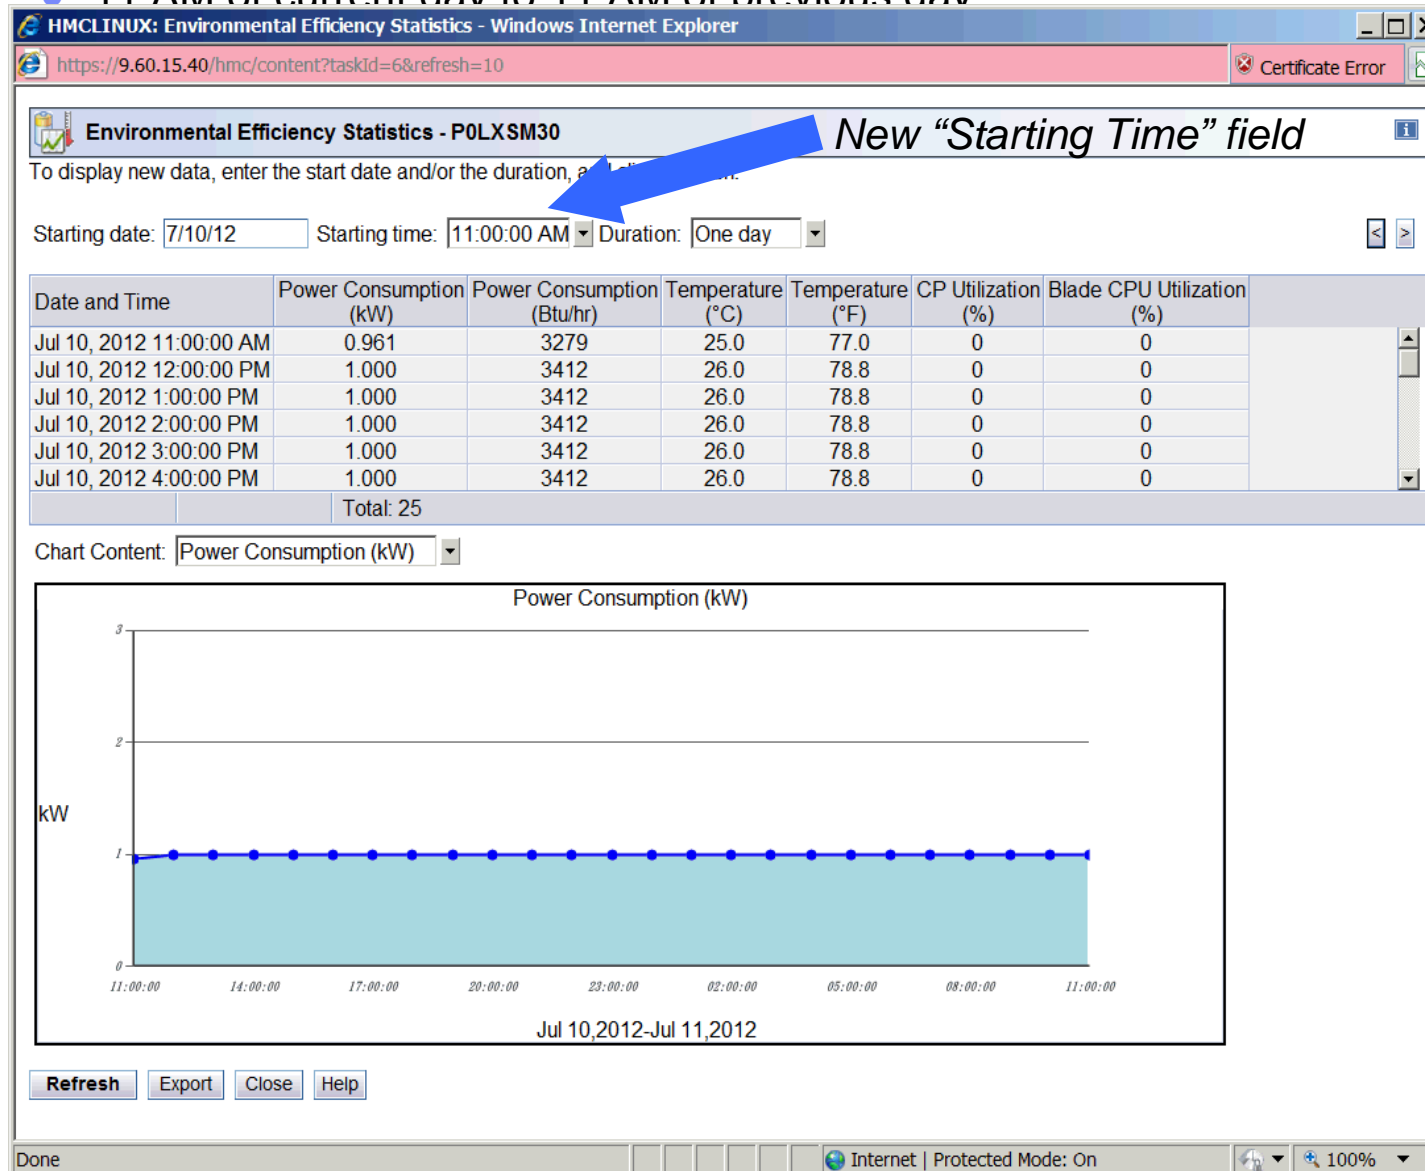 11 AM of current day to 11 AM of previous day
HMCLINUX: Environmental Efficiency Statistics - Windows Internet Explorer
https://9.60.15.40/hmc/content?taskId=6&refresh=10 Certificate Error
Environmental Efficiency Statistics - P0LXSM30
New “Starting Time” field
To display new data, enter the start date and/or the duration,
Starting date: 7/10/12 Starting time: 11:00:00 AM Duration: One day < >
Date and Time Power Consumption (kW) Power Consumption (Btu/hr) Temperature (°C) Temperature (°F) CP Utilization (%) Blade CPU Utilization (%)
Jul 10, 2012 11:00:00 AM 0.961 3279 25.0 77.0 0 0
Jul 10, 2012 12:00:00 PM 1.000 3412 26.0 78.8 0 0
Jul 10, 2012 1:00:00 PM 1.000 3412 26.0 78.8 0 0
Jul 10, 2012 2:00:00 PM 1.000 3412 26.0 78.8 0 0
Jul 10, 2012 3:00:00 PM 1.000 3412 26.0 78.8 0 0
Jul 10, 2012 4:00:00 PM 1.000 3412 26.0 78.8 0 0
Total: 25
Chart Content: Power Consumption (kW)
Power Consumption (kW)
3
2
kW
1
0
11:00:00 14:00:00 17:00:00 20:00:00 23:00:00 02:00:00 05:00:00 08:00:00 11:00:00
Jul 10,2012-Jul 11,2012
Refresh Export Close Help
Done Internet | Protected Mode: On 100%